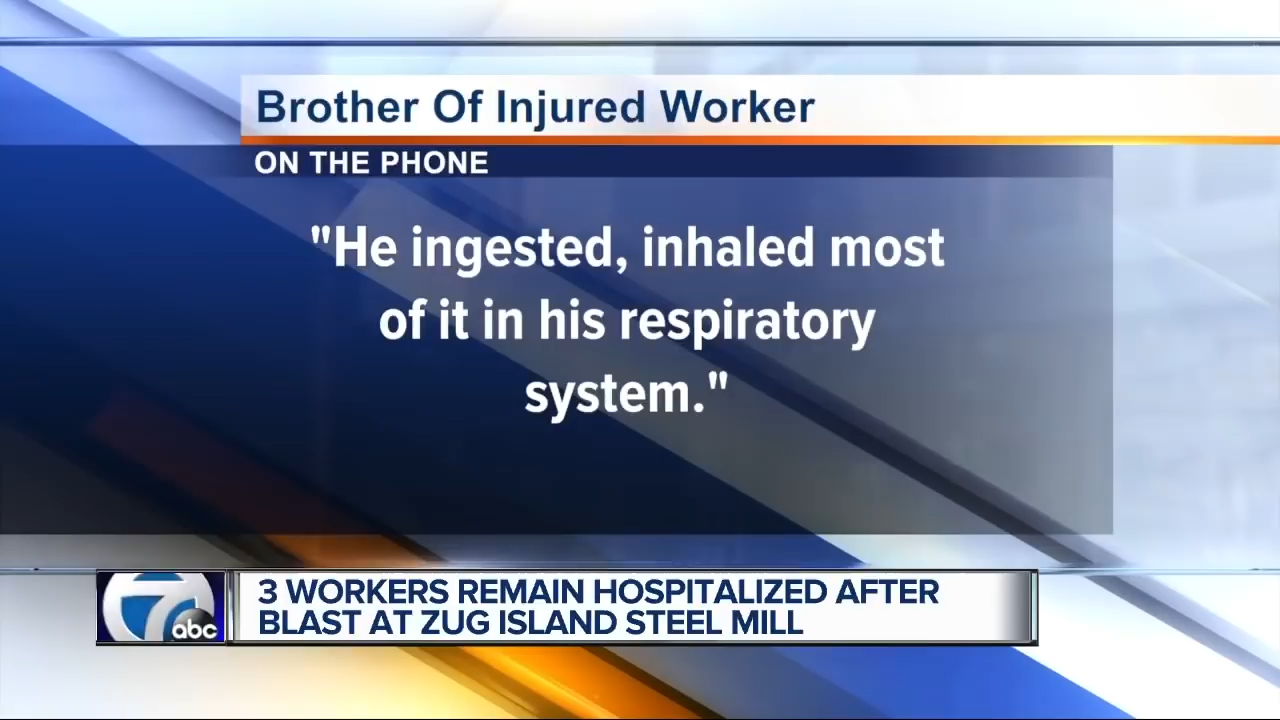 Brother Of Injured Worker
ON THE PHONE
"He ingested, inhaled most
of it in his respiratory
system."
7 abc
3 WORKERS REMAIN HOSPITALIZED AFTER
BLAST AT ZUG ISLAND STEEL MILL